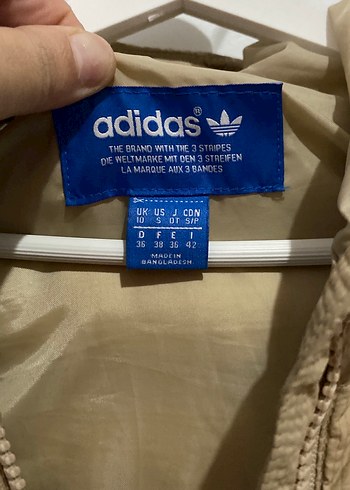 adidas®
THE BRAND WITH THE 3 STRIPES
DIE WELTMARKE MIT DEN 3 STREIFEN
LA MARQUE AUX 3 BANDES
UK US J CDN
10 S OT S/P
D F E I
36 38 36 42
MADE IN
BANGLADESH